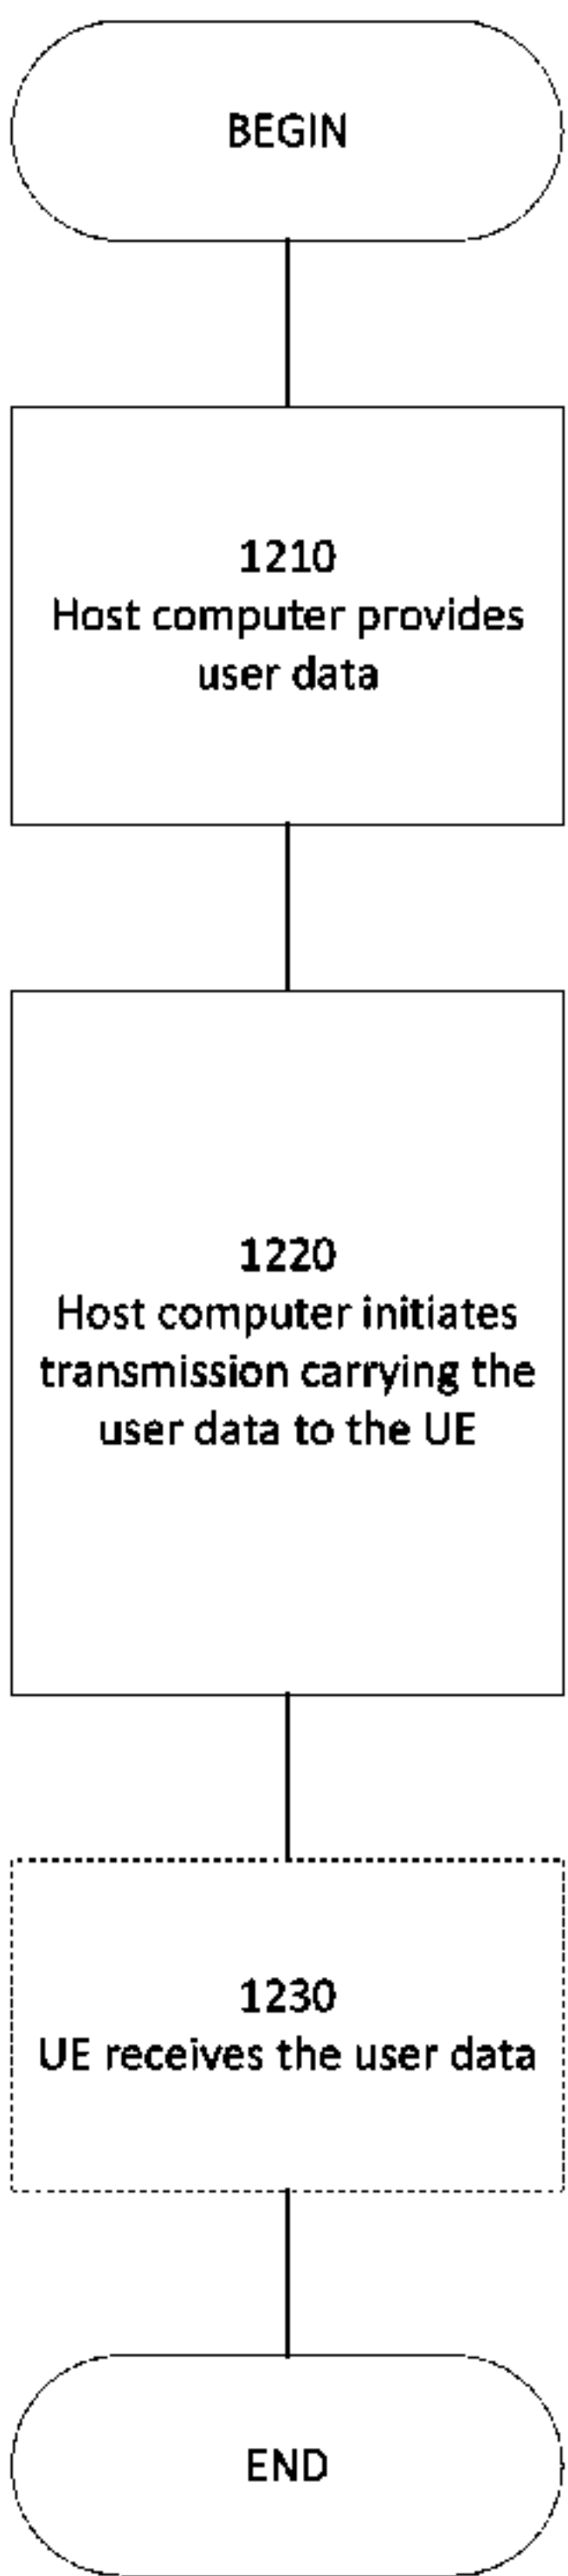 BEGIN
1210
Host computer provides
user data
1220
Host computer initiates
transmission carrying the
user data to the UE
1230
UE receives the user data
END